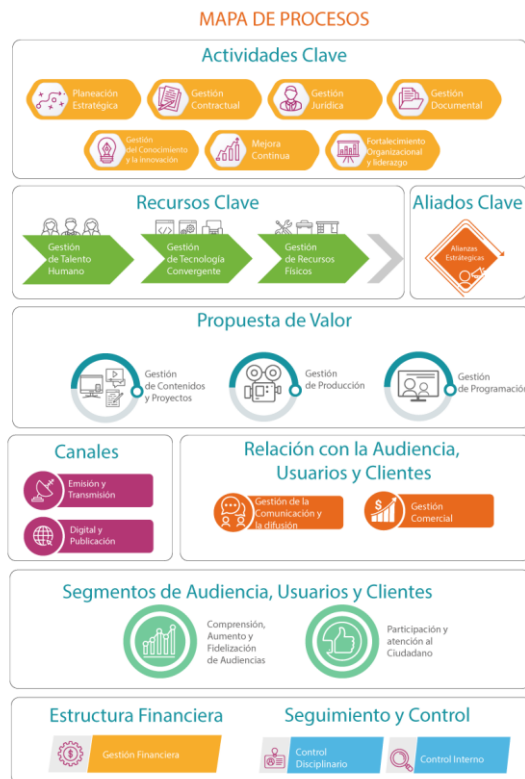 MAPA DE PROCESOS
Actividades Clave
Planeación
Estratégica
Gestión
Contractual
Gestión
Jurídica
Gestión
Documental
Gestión
del Conocimiento
y la Innovación
Mejora
Continua
Fortalecimiento
Organizacional
y liderazgo
Recursos Clave
Gestión
de Talento
Humano
Gestión
de Tecnología
Convergente
Gestión
de Recursos
Físicos
Aliados Clave
Alianzas
Estrátegicas
Propuesta de Valor
Gestión
de Contenidos
y Proyectos
Gestión
de Producción
Gestión
de Programación
Canales
Emisión y
Transmisión
Digital y
Publicación
Relación con la Audiencia,
Usuarios y Clientes
Gestión de la
Comunicación y
la difusión
$
Gestión
Comercial
Segmentos de Audiencia, Usuarios y Clientes
Comprensión,
Aumento y
Fidelización
de Audiencias
Participación y
atención al
Ciudadano
Estructura Financiera
$
Gestión Financiera
Seguimiento y Control
Control
Disciplinario
Control Interno